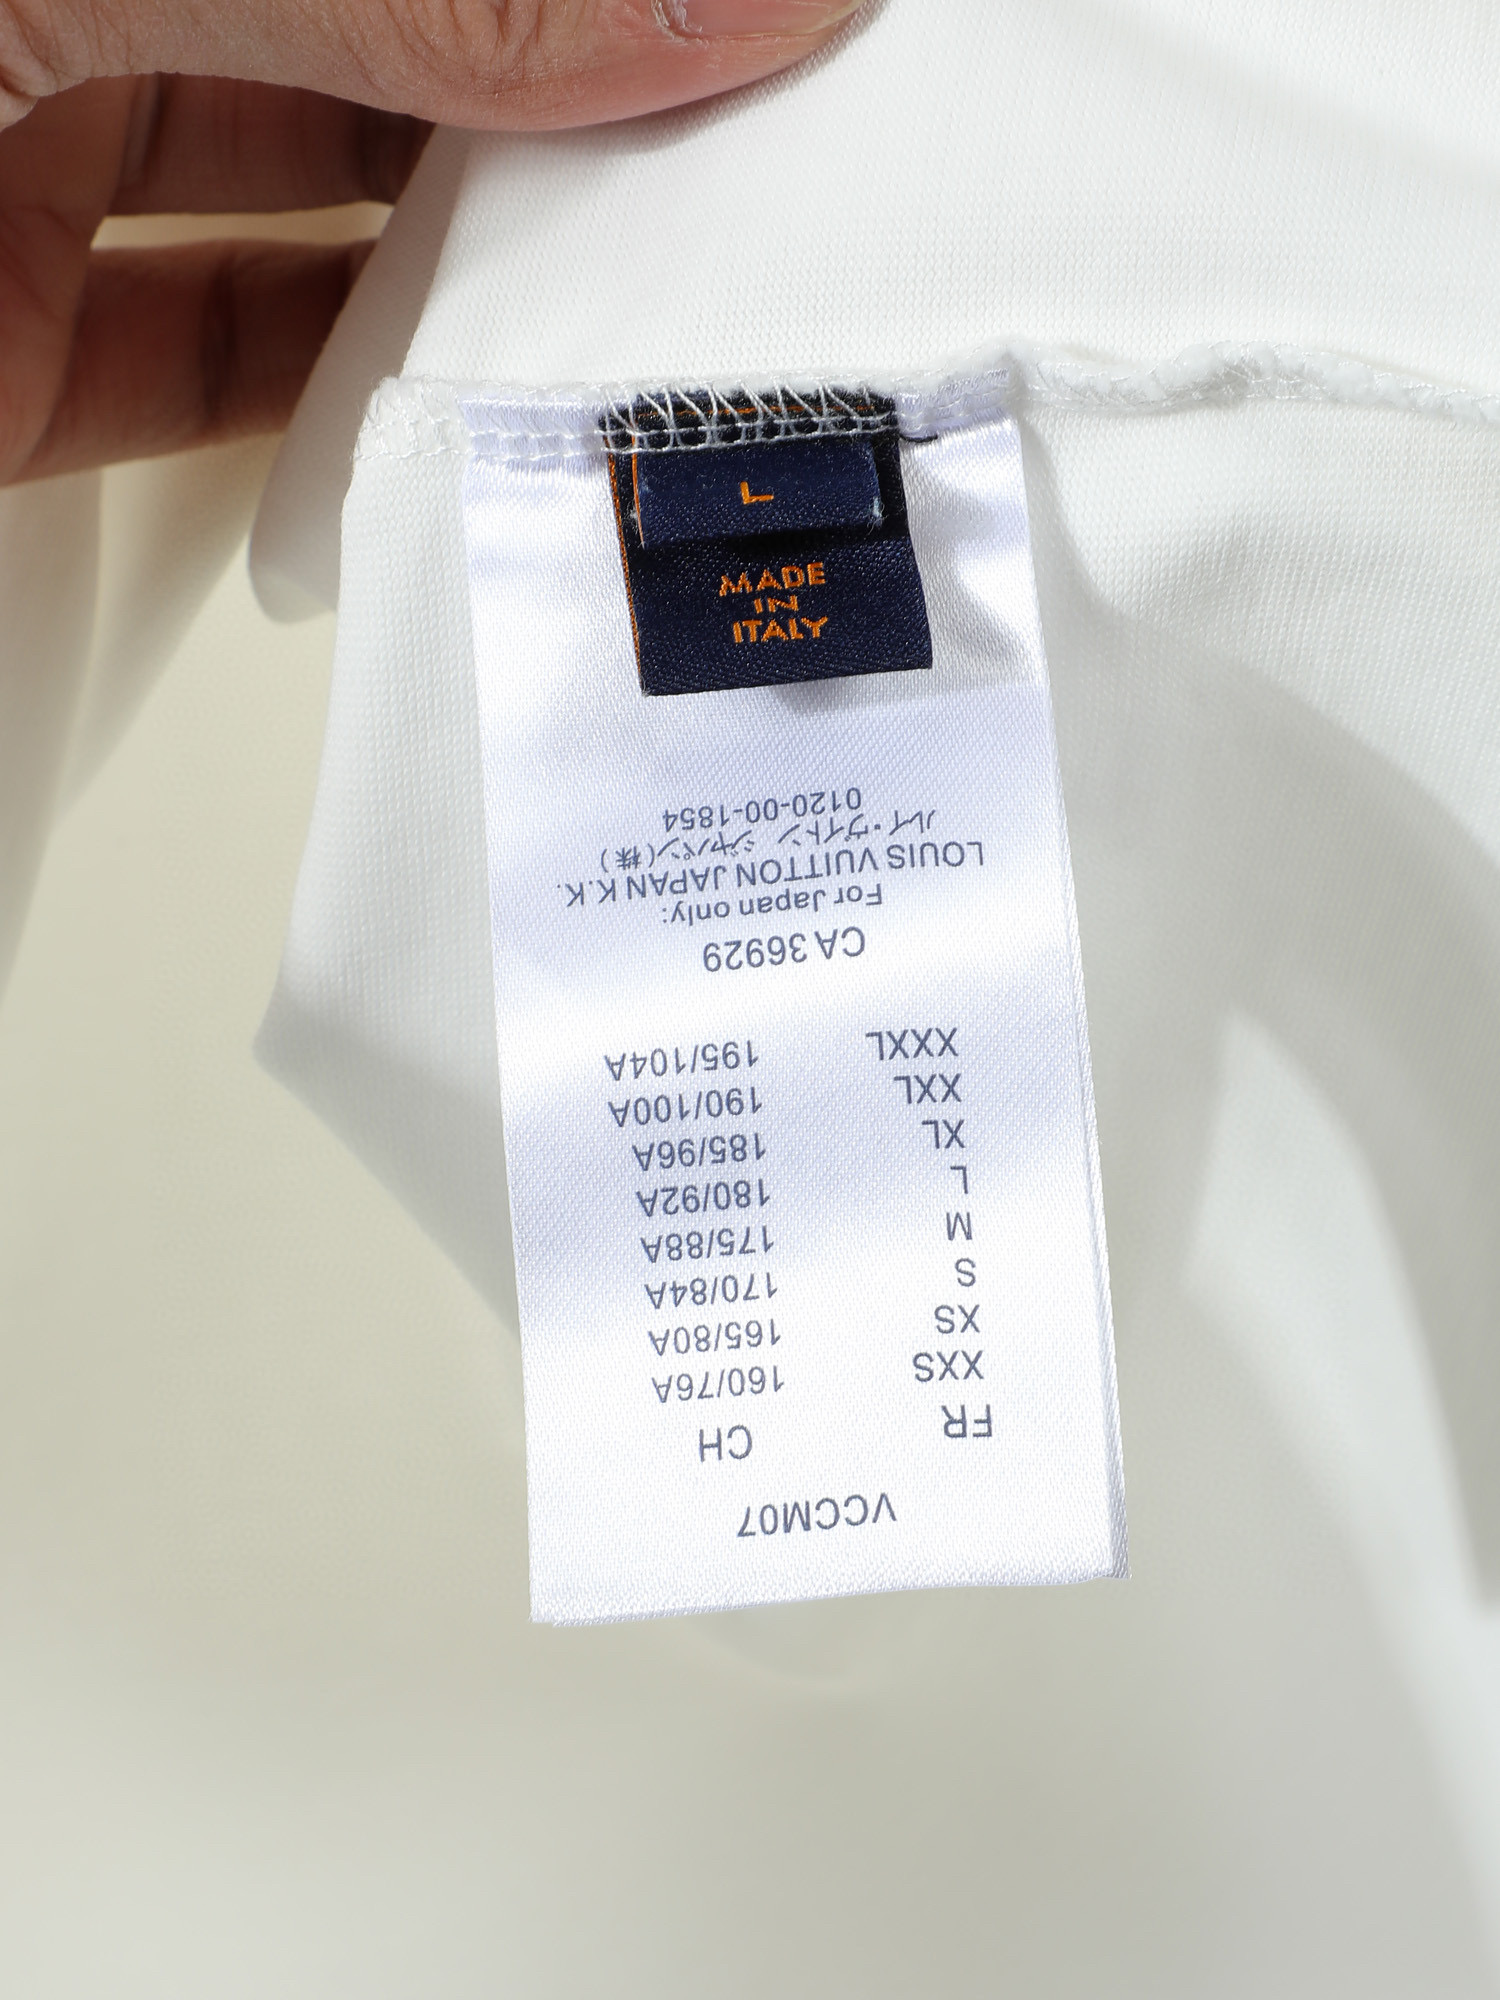 L
MADE
IN
ITALY
VCCM07
FR CH
XXS 160/76A
XS 165/80A
S 170/84A
M 175/88A
L 180/92A
XL 185/96A
XXL 190/100A
XXXL 195/104A
CA 36929
For Japan only:
LOUIS VUITTON JAPAN K.K.
ルイ・ヴィトン ジャパン(株)
0120-00-1854